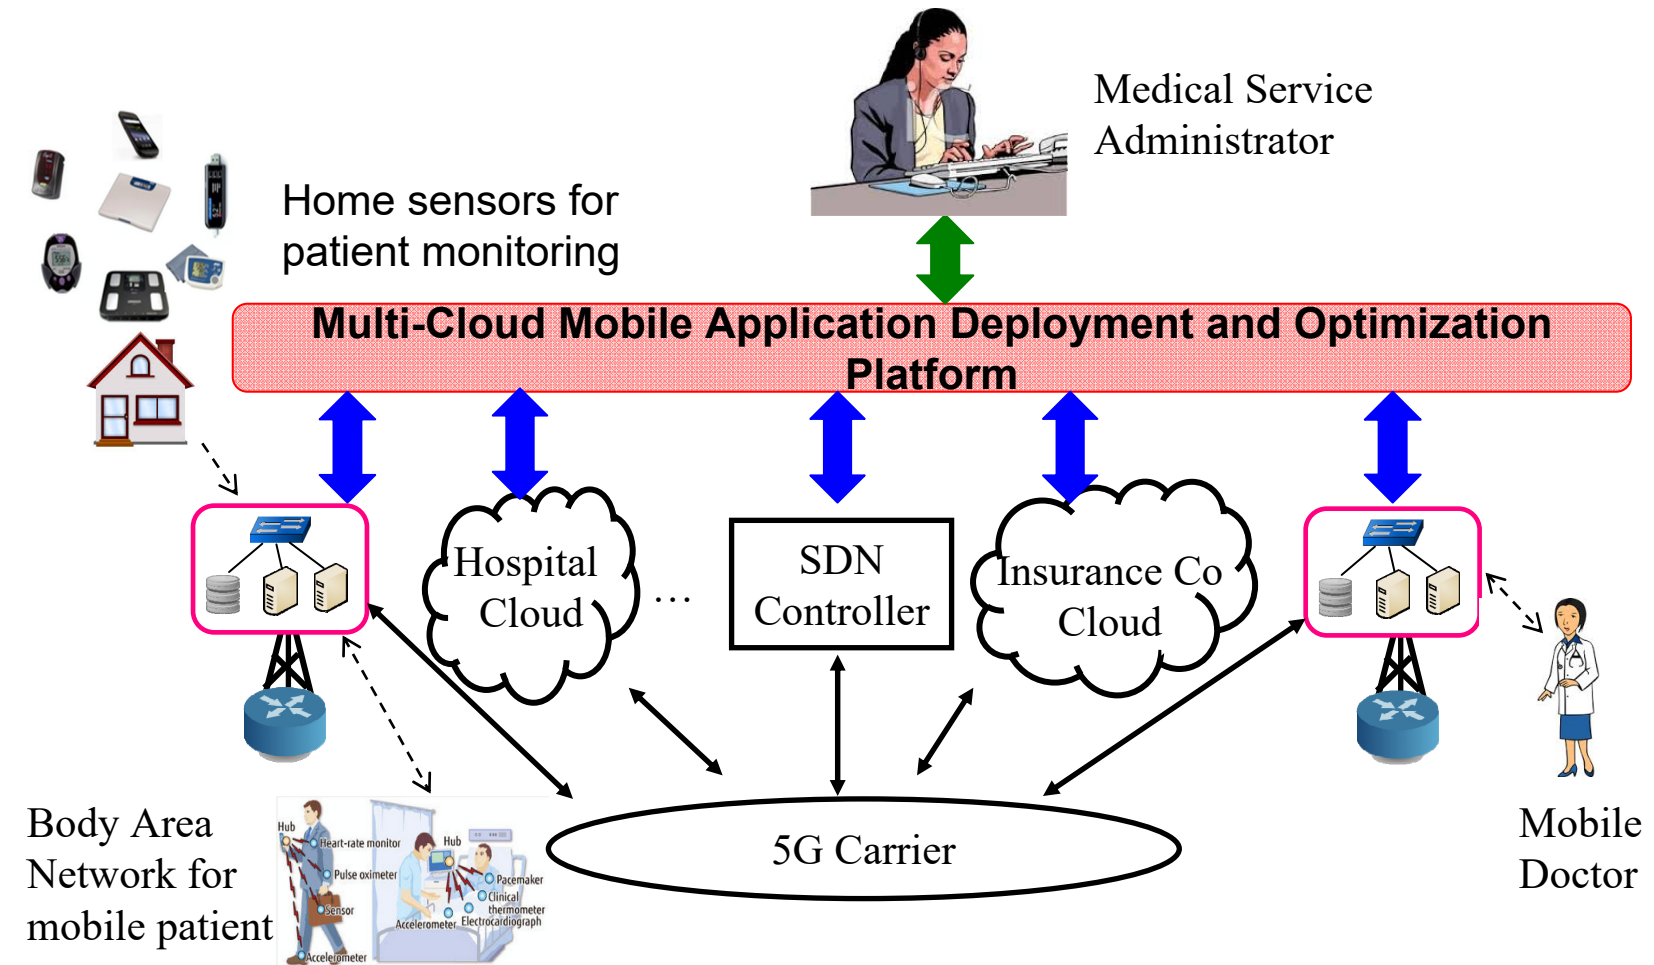 Medical Service
Administrator
Home sensors for
patient monitoring
Multi-Cloud Mobile Application Deployment and Optimization
Platform
Hospital
Cloud
...
SDN
Controller
Insurance Co
Cloud
5G Carrier
Body Area
Network for
mobile patient
Hub
Heart-rate monitor
Pulse oximeter
Sensor
Accelerometer
Hub
Pacemaker
Clinical
thermometer
Electrocardiograph
Accelerometer
Mobile
Doctor